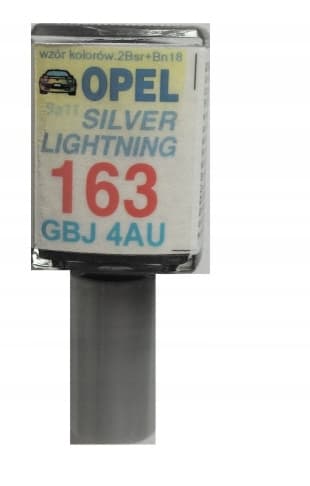 wzór kolorów.2Bsr+Bn18
OPEL
SILVER
LIGHTNING
163
GBJ 4AU